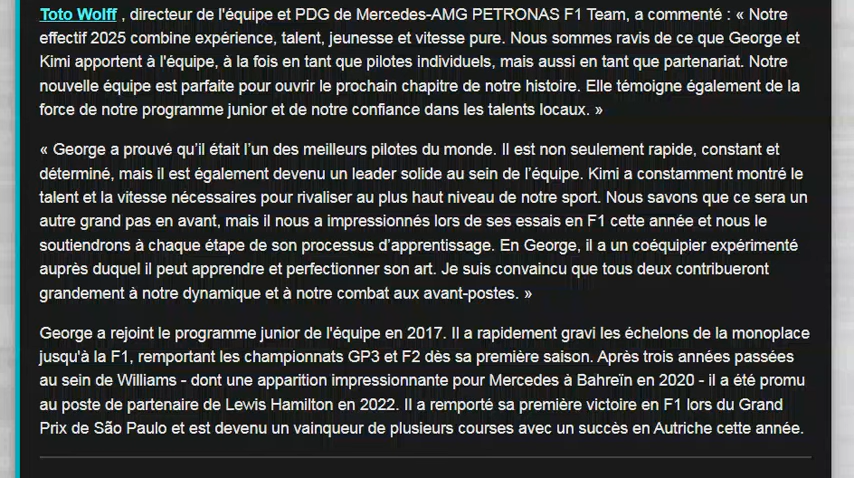 Toto Wolff , directeur de l'équipe et PDG de Mercedes-AMG PETRONAS F1 Team, a commenté : « Notre
effectif 2025 combine expérience, talent, jeunesse et vitesse pure. Nous sommes ravis de ce que George et
Kimi apportent à l'équipe, à la fois en tant que pilotes individuels, mais aussi en tant que partenariat. Notre
nouvelle équipe est parfaite pour ouvrir le prochain chapitre de notre histoire. Elle témoigne également de la
force de notre programme junior et de notre confiance dans les talents locaux. »
« George a prouvé qu’il était l’un des meilleurs pilotes du monde. Il est non seulement rapide, constant et
déterminé, mais il est également devenu un leader solide au sein de l’équipe. Kimi a constamment montré le
talent et la vitesse nécessaires pour rivaliser au plus haut niveau de notre sport. Nous savons que ce sera un
autre grand pas en avant, mais il nous a impressionnés lors de ses essais en F1 cette année et nous le
soutiendrons à chaque étape de son processus d’apprentissage. En George, il a un coéquipier expérimenté
auprès duquel il peut apprendre et perfectionner son art. Je suis convaincu que tous deux contribueront
grandement à notre dynamique et à notre combat aux avant-postes. »
George a rejoint le programme junior de l'équipe en 2017. Il a rapidement gravi les échelons de la monoplace
jusqu'à la F1, remportant les championnats GP3 et F2 dès sa première saison. Après trois années passées
au sein de Williams - dont une apparition impressionnante pour Mercedes à Bahreïn en 2020 - il a été promu
au poste de partenaire de Lewis Hamilton en 2022. Il a remporté sa première victoire en F1 lors du Grand
Prix de São Paulo et est devenu un vainqueur de plusieurs courses avec un succès en Autriche cette année.